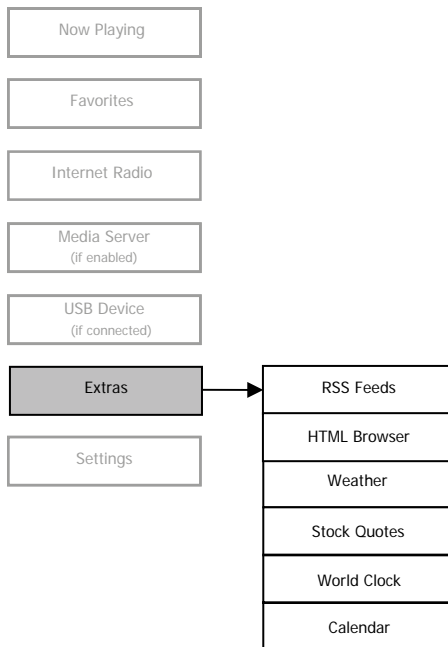 Now Playing
Favorites
Internet Radio
Media Server
(if enabled)
USB Device
(if connected)
Extras
Settings
RSS Feeds
HTML Browser
Weather
Stock Quotes
World Clock
Calendar